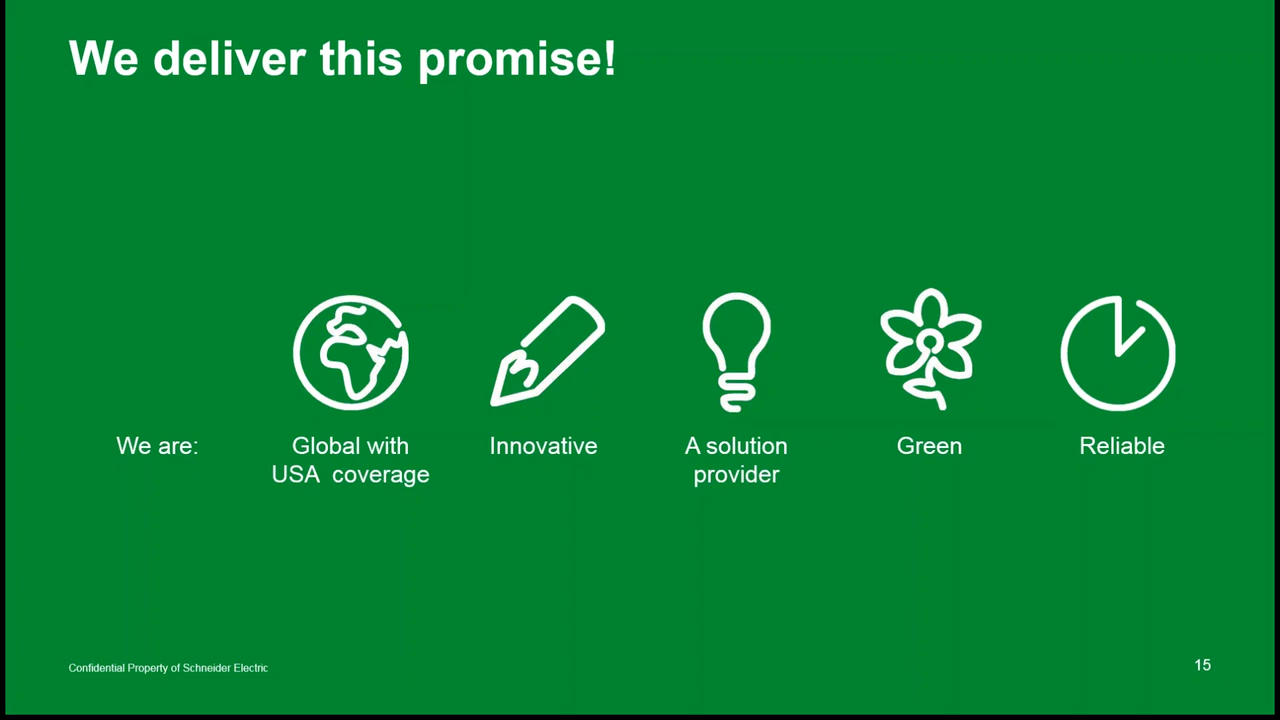 We deliver this promise!
We are:
Global with
USA  coverage
Innovative
A solution
provider
Green
Reliable
Confidential Property of Schneider Electric
15